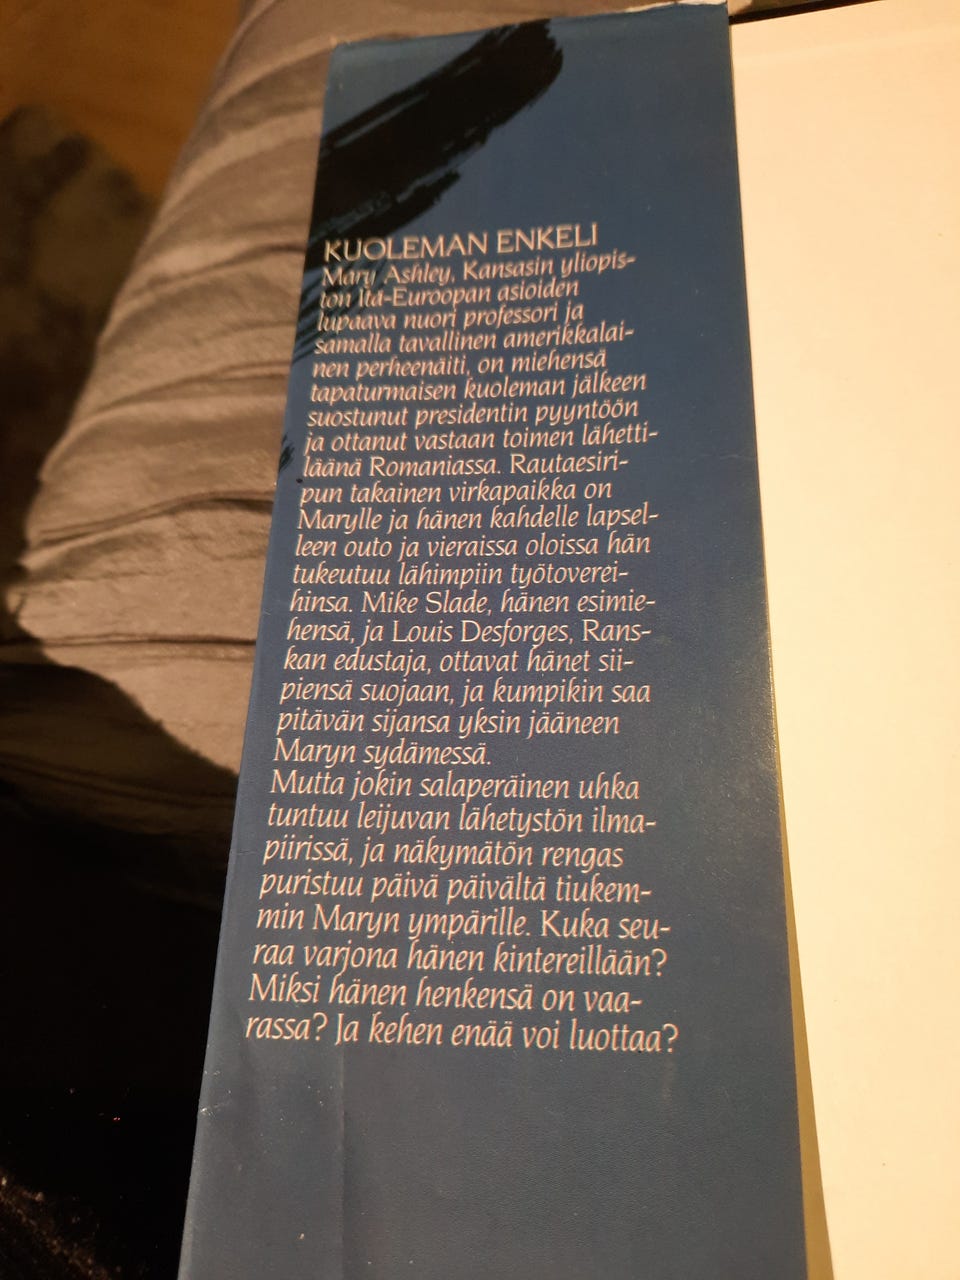 KUOLEMAN ENKELI
Mary Ashley, Kansasin yliopis-
ton Itä-Euroopan asioiden
lupaava nuori professori ja
samalla tavallinen amerikkalai-
nen perheenäiti, on miehensä
tapaturmaisen kuoleman jälkeen
suostunut presidentin pyyntöön
ja ottanut vastaan toimen lähetti-
läänä Romaniassa. Rautaesiri-
pun takainen virkapaikka on
Marylle ja hänen kahdelle lapsel-
leen outo ja vieraissa oloissa hän
tukeutuu lähimpiin työtoverei-
hinsa. Mike Slade, hänen esimie-
hensä, ja Louis Desforges, Rans-
kan edustaja, ottavat hänet sii-
piensä suojaan, ja kumpikin saa
pitävän sijansa yksin jääneen
Maryn sydämessä.
Mutta jokin salaperäinen uhka
tuntuu leijuvan lähetystön ilma-
piirissä, ja näkymätön rengas
puristuu päivä päivältä tiukem-
min Maryn ympärille. Kuka seu-
raa varjona hänen kintereillään?
Miksi hänen henkensä on vaa-
rassa? Ja kehen enää voi luottaa?